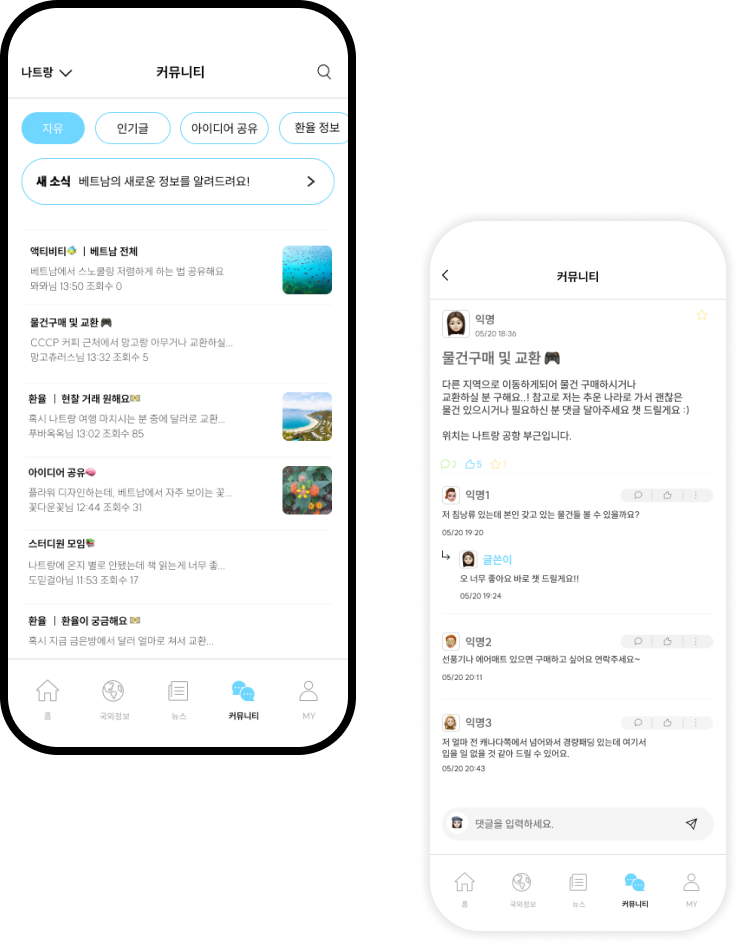 나트랑
커뮤니티
자유
인기글
아이디어 공유
환율 정보
새 소식 베트남의 새로운 정보를 알려드려요!
액티비티 | 베트남 전체
베트남에서 스노쿨링 저렴하게 하는 법 공유해요
뫄뫄님 13:50 조회수 0
물건구매 및 교환
CCCP 커피 근처에서 망고랑 아무거나 교환하실...
망고츄러스님 13:32 조회수 5
환율 | 현찰 거래 원해요
혹시 나트랑 여행 마치시는 분 중에 달러로 교환...
푸바옥옥님 13:02 조회수 85
아이디어 공유
플라워 디자인하는데, 베트남에서 자주 보이는 꽃...
꽃다운꽃님 12:44 조회수 31
스터디원 모임
나트랑에 온지 별로 안됐는데 책 읽는게 너무 좋...
도믿걸아님 11:53 조회수 17
환율 | 환율이 궁금해요
혹시 지금 금은방에서 달러 얼마로 쳐서 교환...
홈
국외정보
뉴스
커뮤니티
MY
커뮤니티
익명
05/20 18:36
물건구매 및 교환
다른 지역으로 이동하게되어 물건 구매하시거나
교환하실 분 구해요..! 참고로 저는 추운 나라로 가서 괜찮은
물건 있으시거나 필요하신 분 댓글 달아주세요 챗 드릴게요 :)
위치는 나트랑 공항 부근입니다.
2 5 1
익명1
저 침낭류 있는데 본인 갖고 있는 물건들 볼 수 있을까요?
05/20 19:20
글쓴이
오 너무 좋아요 바로 챗 드릴게요!!
05/20 19:24
익명2
선풍기나 에어매트 있으면 구매하고 싶어요 연락주세요~
05/20 20:11
익명3
저 얼마 전 캐나다쪽에서 넘어와서 경량패딩 있는데 여기서
입을 일 없을 것 같아 드릴 수 있어요.
05/20 20:43
댓글을 입력하세요.
홈
국외정보
뉴스
커뮤니티
MY